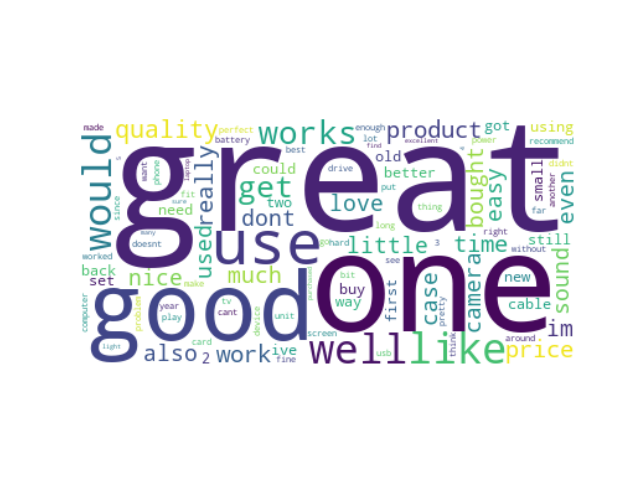 made
quality
perfect
works
enough
product
got
using
battery
lot
find
excellent
power
recommend
great
would
s
want
phone
laptop
really
best
could
drive
old
better
bought
easy
small
didnt
another
even
get
two
put
since
need
fit
sure
used
dont
love
thing
far
many
long
right
worked
doesnt
use
go
hard
little
3
time
without
still
back
nice
much
see
sound
set
make
bit
case
camera
new
good
one
computer
problem
year
play
tv
cant
device
unit
purchased
way
buy
first
pretty
cable
im
light
also
card
2
work
ive
fine
screen
well
usb
like
think
around
price